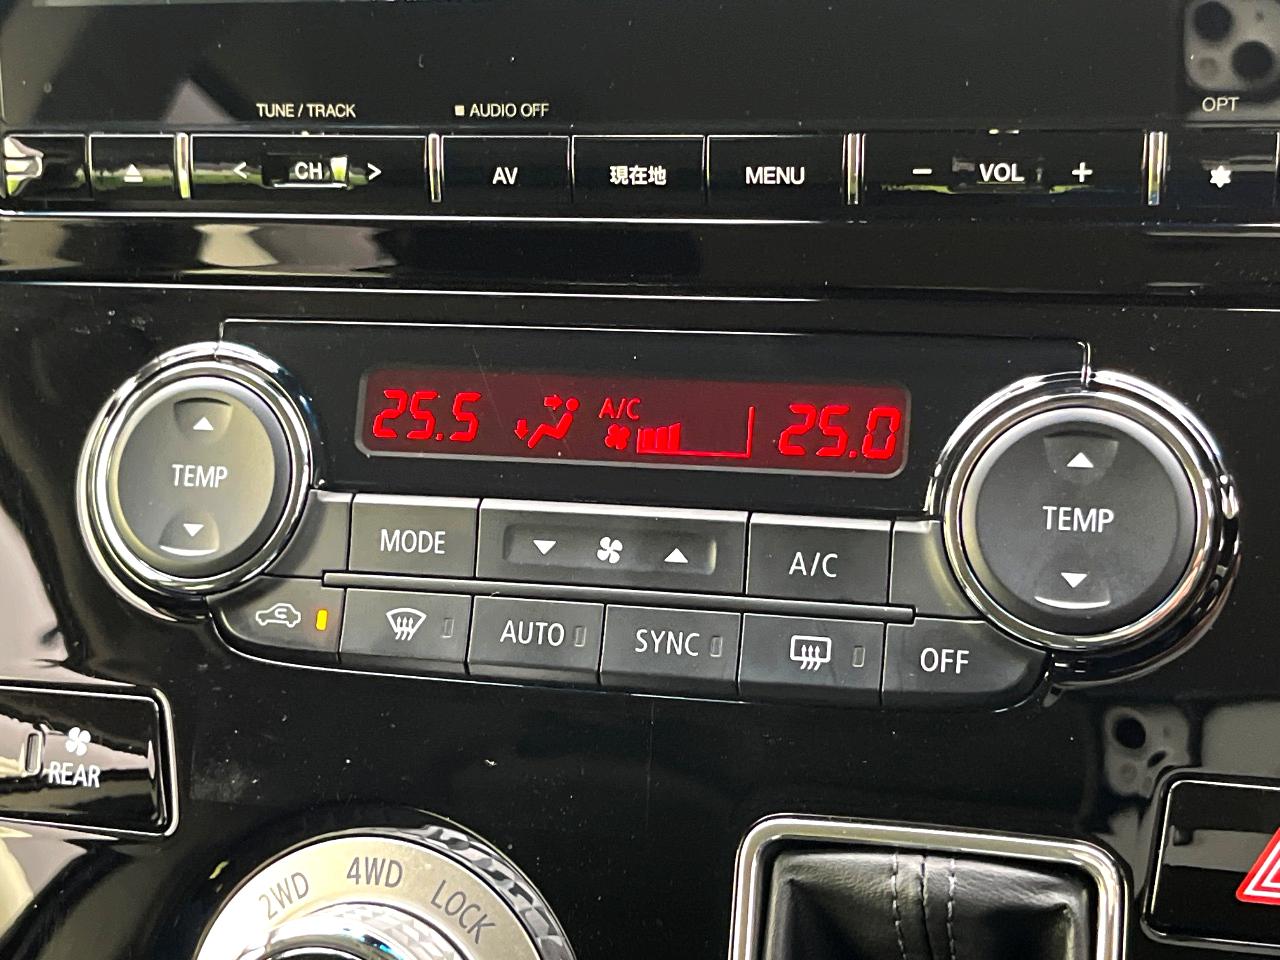 TUNE / TRACK
■ AUDIO OFF
OPT
< CH >
AV
現在地
MENU
− VOL +
25.5
A/C
25.0
TEMP
TEMP
MODE
A/C
AUTO
SYNC
OFF
REAR
2WD
4WD
LOCK